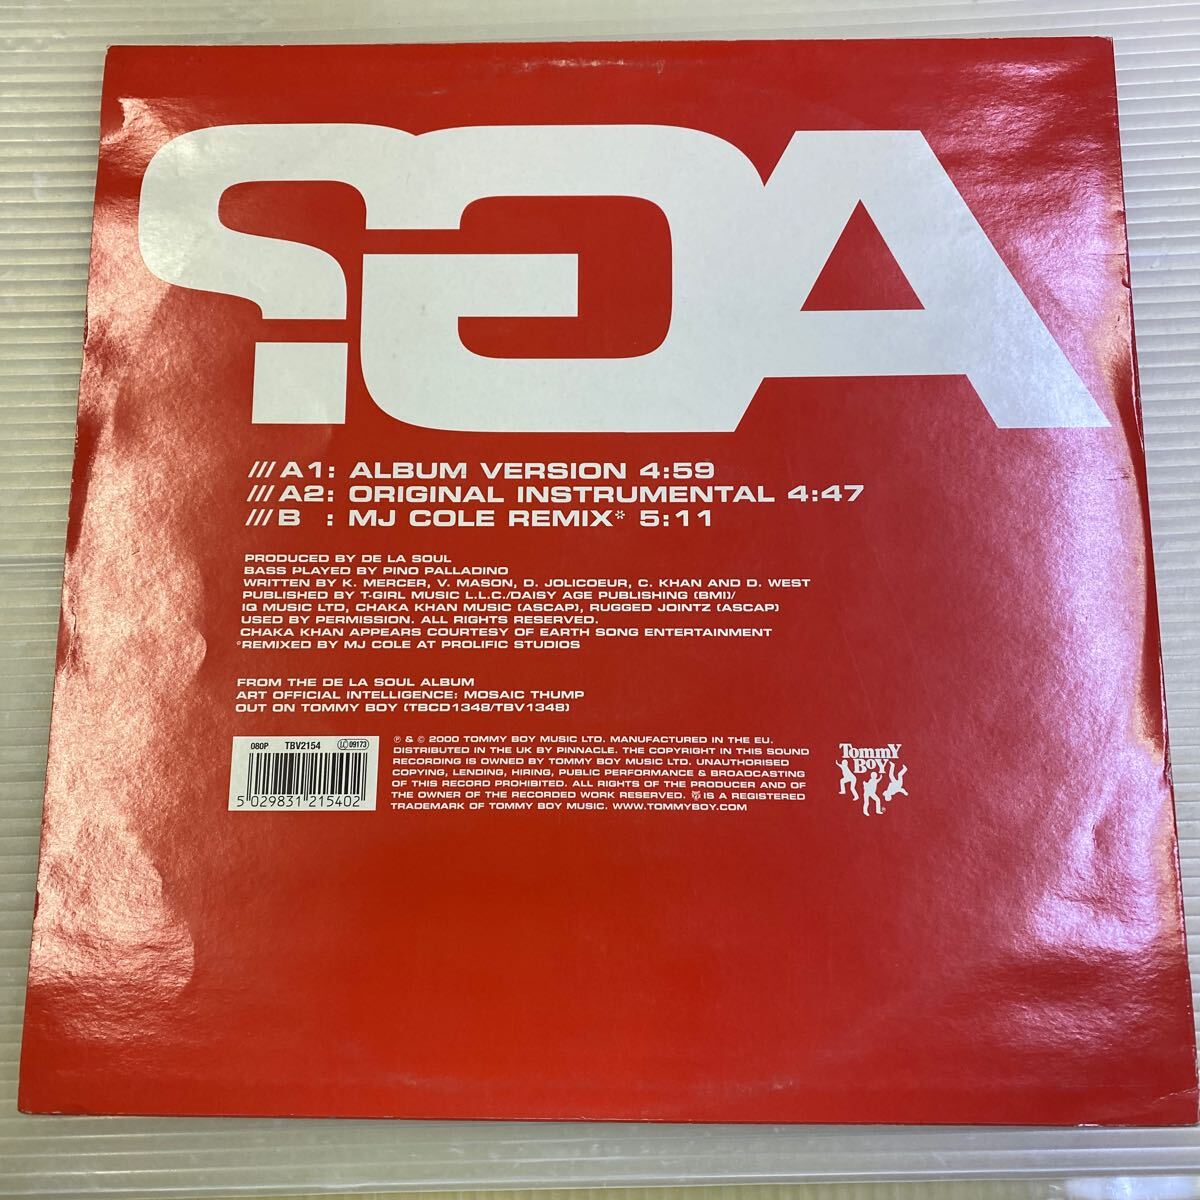 AG?
/// A1: ALBUM VERSION 4:59
/// A2: ORIGINAL INSTRUMENTAL 4:47
/// B : MJ COLE REMIX* 5:11
PRODUCED BY DE LA SOUL
BASS PLAYED BY PINO PALLADINO
WRITTEN BY K. MERCER, V. MASON, D. JOLICOEUR, C. KHAN AND D. WEST
PUBLISHED BY T-GIRL MUSIC L.L.C./DAISY AGE PUBLISHING (BMI)/
IQ MUSIC LTD, CHAKA KHAN MUSIC (ASCAP), RUGGED JOINTZ (ASCAP)
USED BY PERMISSION. ALL RIGHTS RESERVED.
CHAKA KHAN APPEARS COURTESY OF EARTH SONG ENTERTAINMENT
*REMIXED BY MJ COLE AT PROLIFIC STUDIOS
FROM THE DE LA SOUL ALBUM
ART OFFICIAL INTELLIGENCE: MOSAIC THUMP
OUT ON TOMMY BOY (TBCD1348/TBV1348)
080P TBV2154 LC 09173
5 029831 215402
℗ & © 2000 TOMMY BOY MUSIC LTD. MANUFACTURED IN THE EU.
DISTRIBUTED IN THE UK BY PINNACLE. THE COPYRIGHT IN THIS SOUND
RECORDING IS OWNED BY TOMMY BOY MUSIC LTD. UNAUTHORISED
COPYING, LENDING, HIRING, PUBLIC PERFORMANCE & BROADCASTING
OF THIS RECORD PROHIBITED. ALL RIGHTS OF THE PRODUCER AND OF
THE OWNER OF THE RECORDED WORK RESERVED. IS A REGISTERED
TRADEMARK OF TOMMY BOY MUSIC. WWW.TOMMYBOY.COM
Tommy
Boy
®